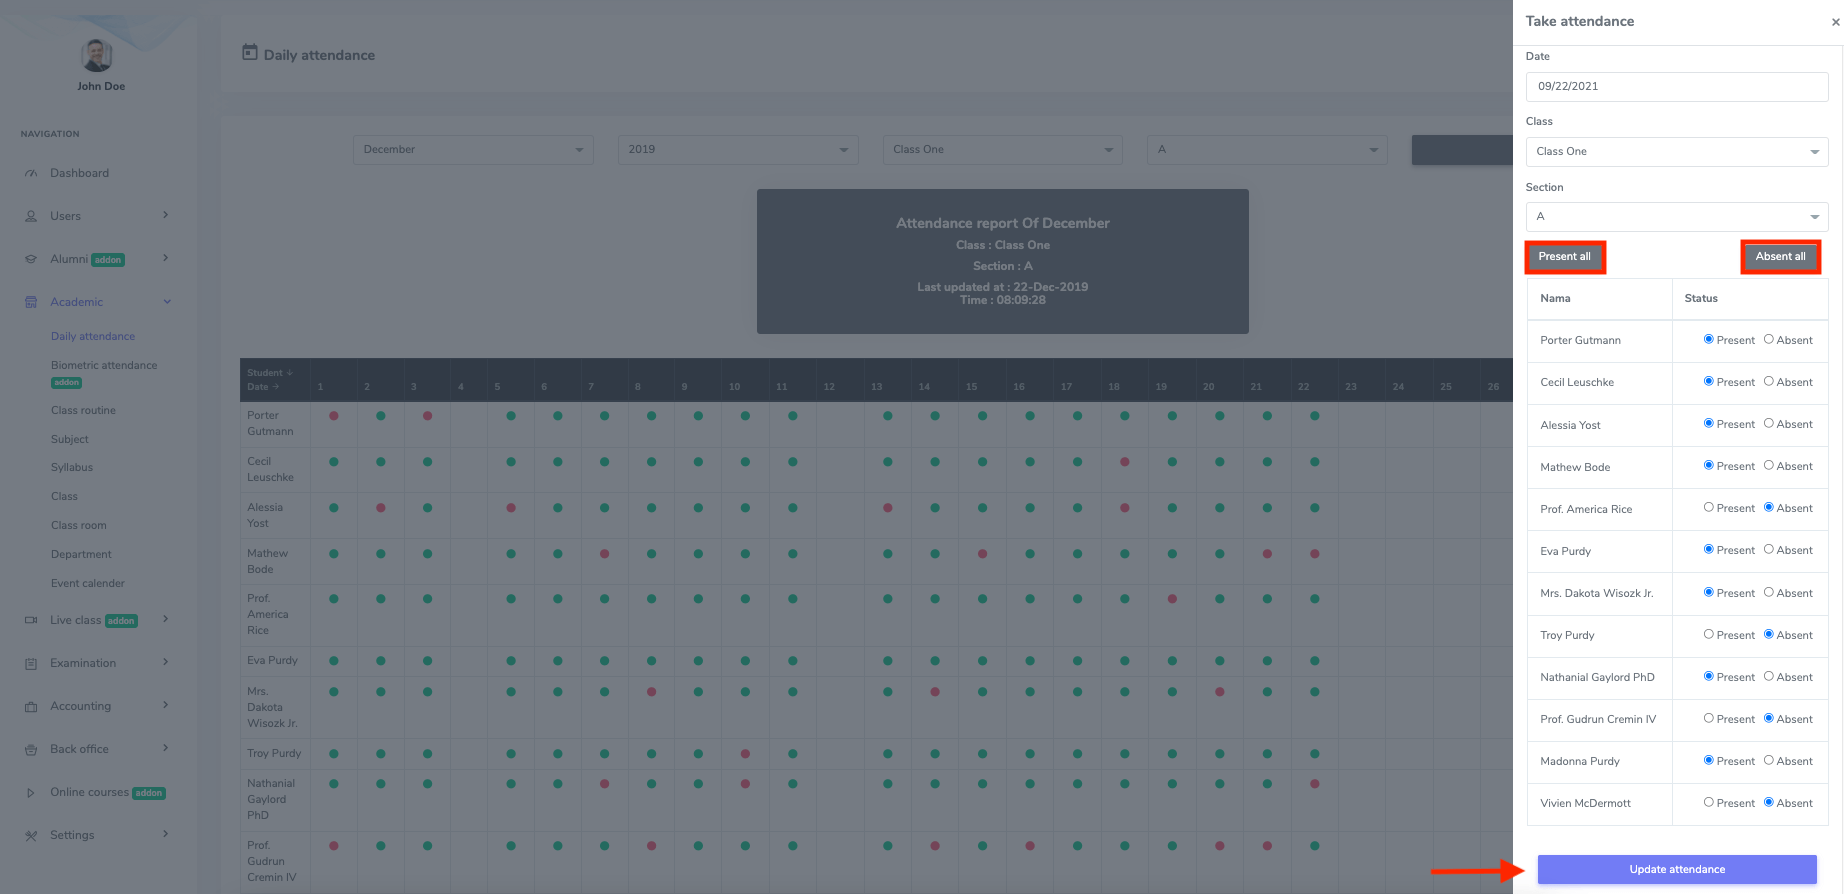 John Doe
NAVIGATION
Dashboard
Users
Alumni addon
Academic
Daily attendance
Biometric attendance
addon
Class routine
Subject
Syllabus
Class
Class room
Department
Event calender
Live class addon
Examination
Accounting
Back office
Online courses addon
Settings
Daily attendance
December 2019 Class One A
Attendance report Of December
Class : Class One
Section : A
Last updated at : 22-Dec-2019
Time : 08:09:28
Student ↓
Date → 1 2 3 4 5 6 7 8 9 10 11 12 13 14 15 16 17 18 19 20 21 22 23 24 25 26
Porter
Gutmann
Cecil
Leuschke
Alessia
Yost
Mathew
Bode
Prof.
America
Rice
Eva Purdy
Mrs.
Dakota
Wisozk Jr.
Troy Purdy
Nathanial
Gaylord
PhD
Prof.
Gudrun
Cremin IV
Take attendance ×
Date
09/22/2021
Class
Class One
Section
A
Present all Absent all
Nama Status
Porter Gutmann Present Absent
Cecil Leuschke Present Absent
Alessia Yost Present Absent
Mathew Bode Present Absent
Prof. America Rice Present Absent
Eva Purdy Present Absent
Mrs. Dakota Wisozk Jr. Present Absent
Troy Purdy Present Absent
Nathanial Gaylord PhD Present Absent
Prof. Gudrun Cremin IV Present Absent
Madonna Purdy Present Absent
Vivien McDermott Present Absent
Update attendance